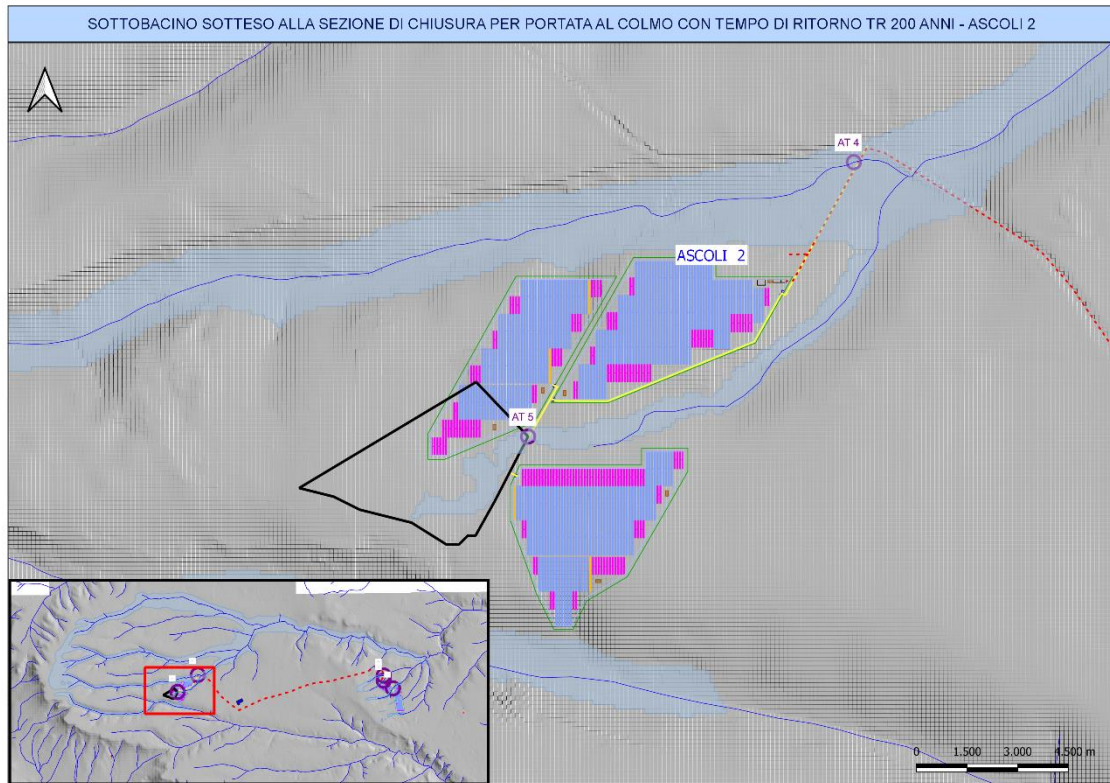 SOTTOBACINO SOTTESO ALLA SEZIONE DI CHIUSURA PER PORTATA AL COLMO CON TEMPO DI RITORNO TR 200 ANNI - ASCOLI 2
AT 4
ASCOLI 2
AT 5
0 1.500 3.000 4.500 m